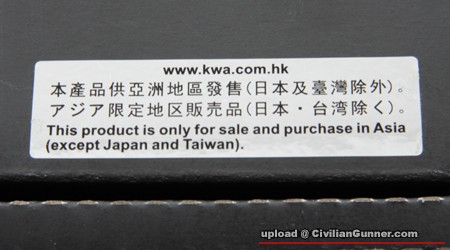 www.kwa.com.hk
本產品供亞洲地區發售(日本及臺灣除外)。
アジア限定地区販売品(日本・台湾除く)。
This product is only for sale and purchase in Asia
(except Japan and Taiwan).
upload @ CivilianGunner.com